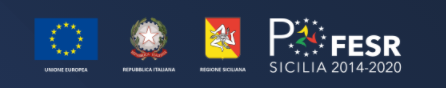 UNIONE EUROPEA
REPUBBLICA ITALIANA
REGIONE SICILIANA
PO FESR
SICILIA 2014-2020